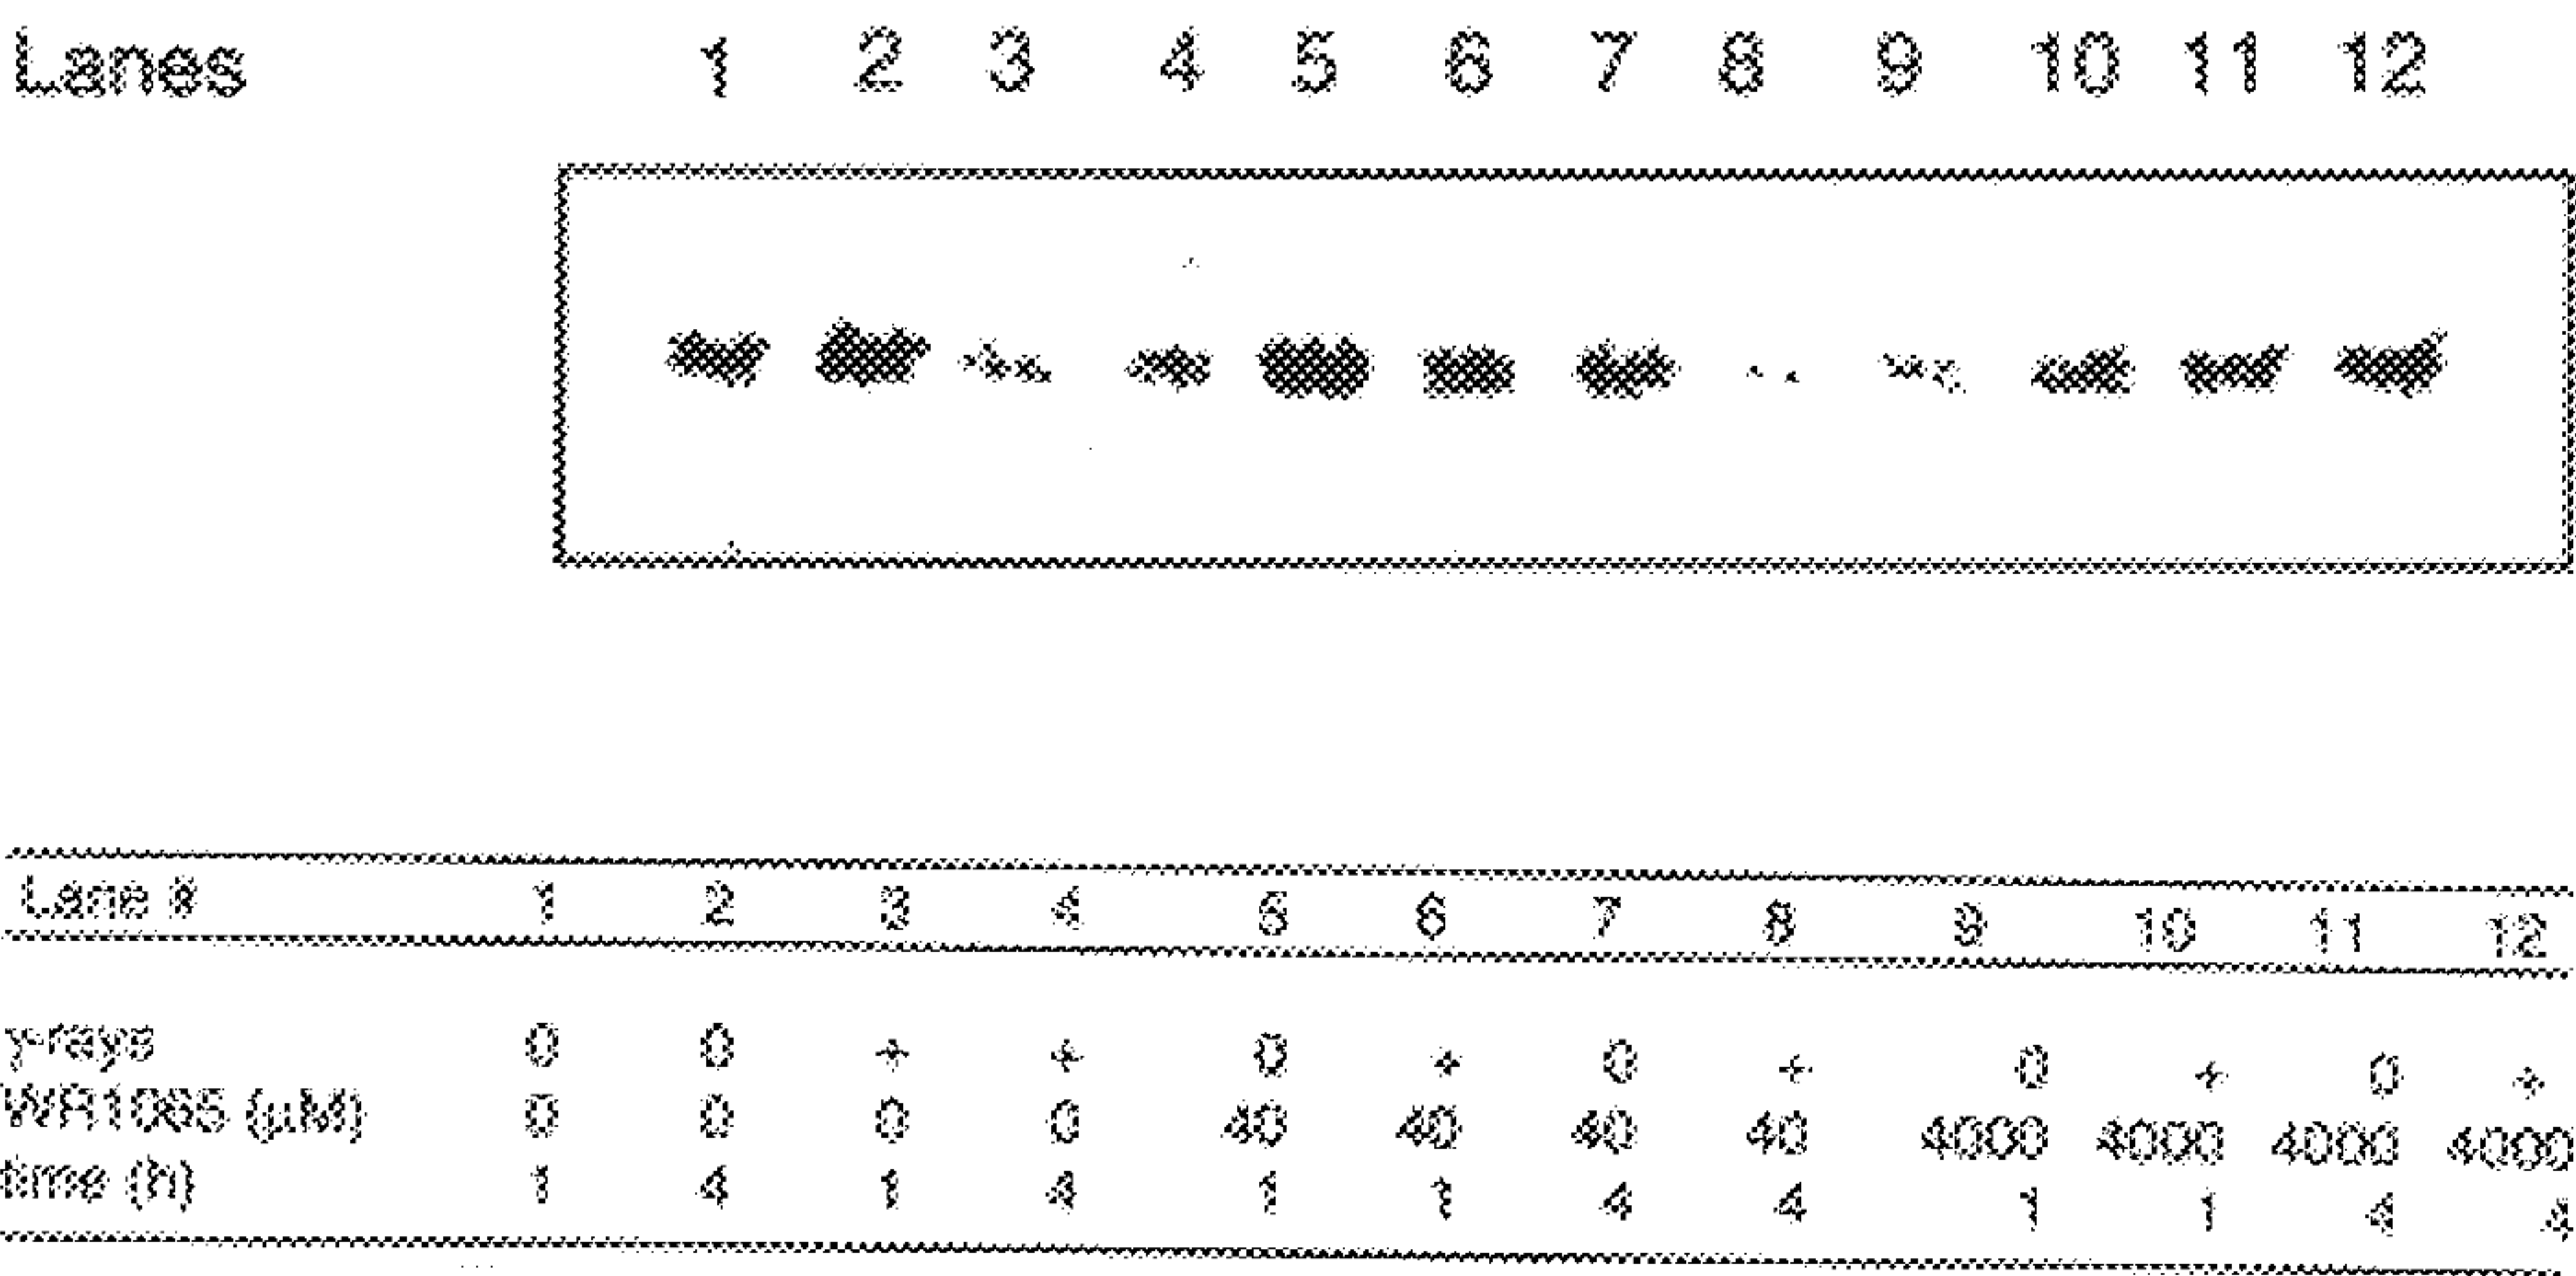 Lanes 1 2 3 4 5 6 7 8 9 10 11 12
Lane # 1 2 3 4 5 6 7 8 9 10 11 12
γ-rays 0 0 + + 0 + 0 + 0 + 0 +
WR1065 (μM) 0 0 0 0 40 40 40 40 4000 4000 4000 4000
time (h) 1 4 1 4 1 1 4 4 1 1 4 4